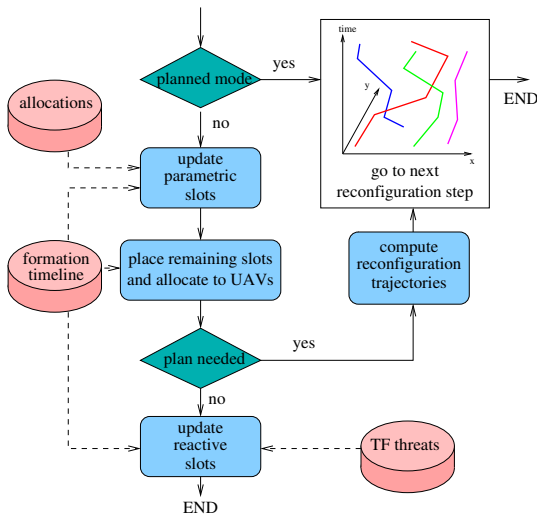 time
planned mode
yes
y
x
END
allocations
no
go to next
reconfiguration step
update
parametric
slots
formation
timeline
place remaining slots
and allocate to UAVs
compute
reconfiguration
trajectories
plan needed
yes
no
update
reactive
slots
TF threats
END